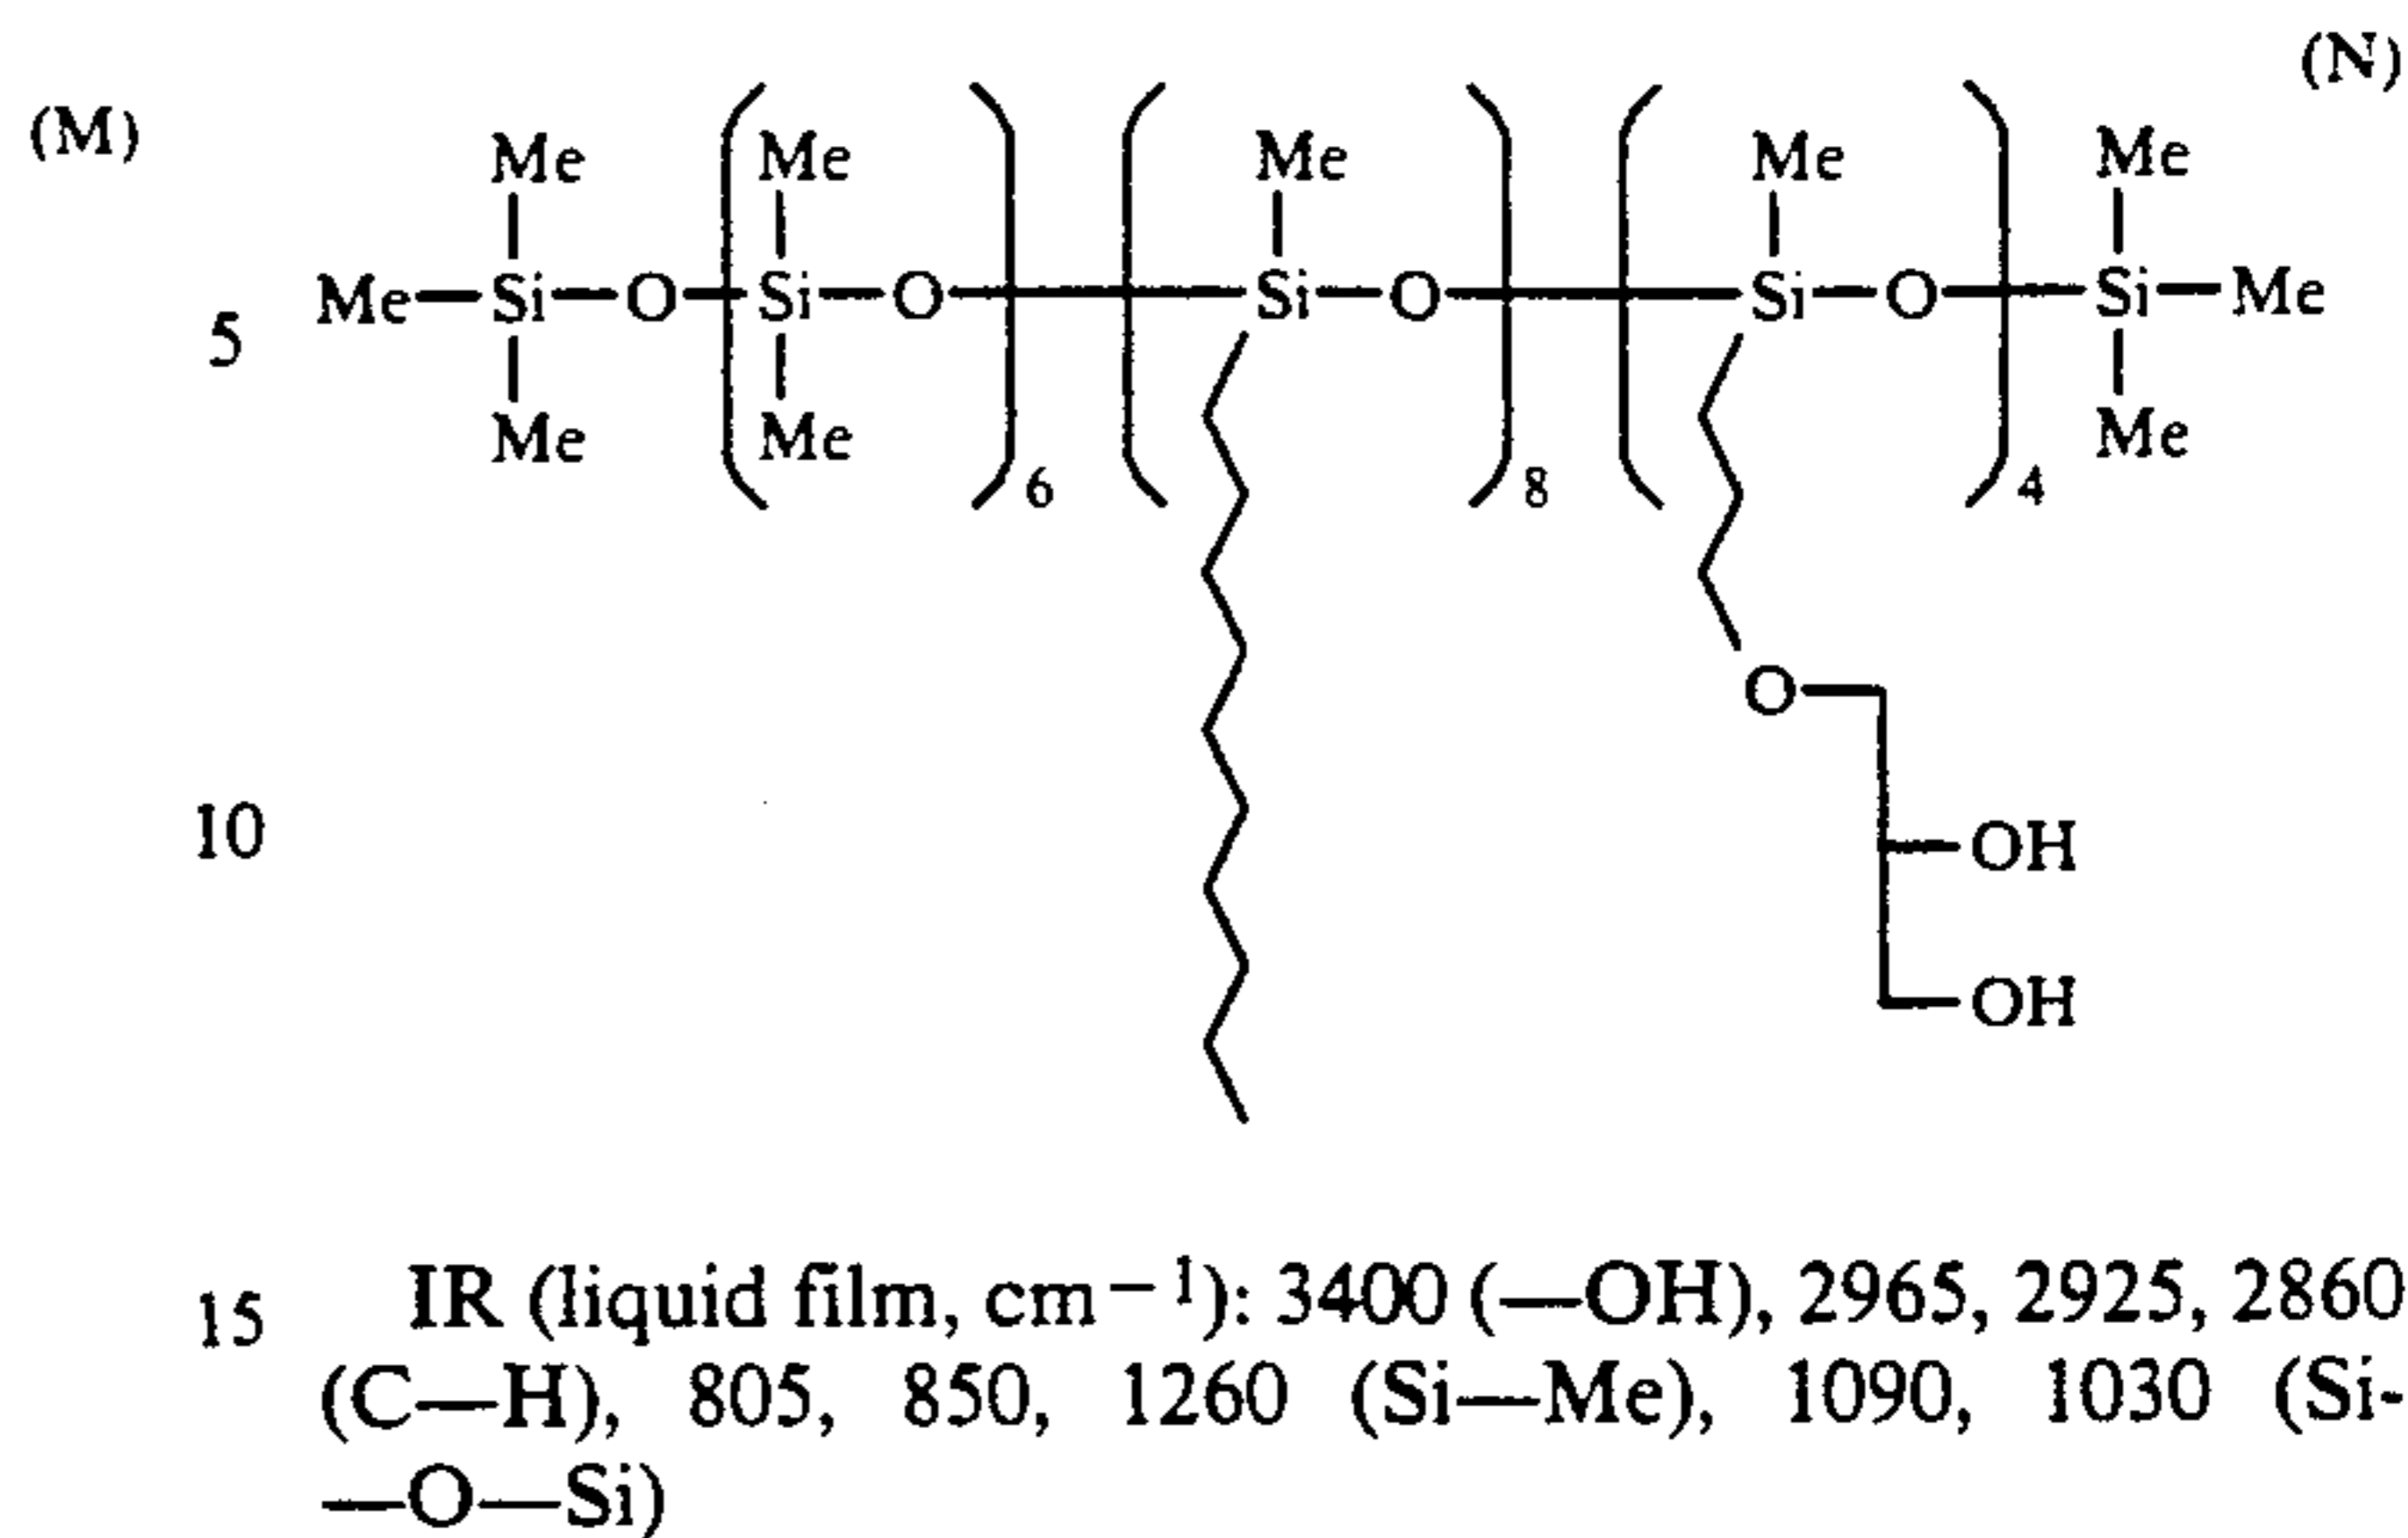 (N)
(M)
Me Me Me Me Me
5 Me—Si—O Si—O Si—O Si—O Si—Me
Me Me Me
6 8 4
O
10 OH
OH
15 IR (liquid film, cm⁻¹): 3400 (—OH), 2965, 2925, 2860
(C—H), 805, 850, 1260 (Si—Me), 1090, 1030 (Si-
—O—Si)